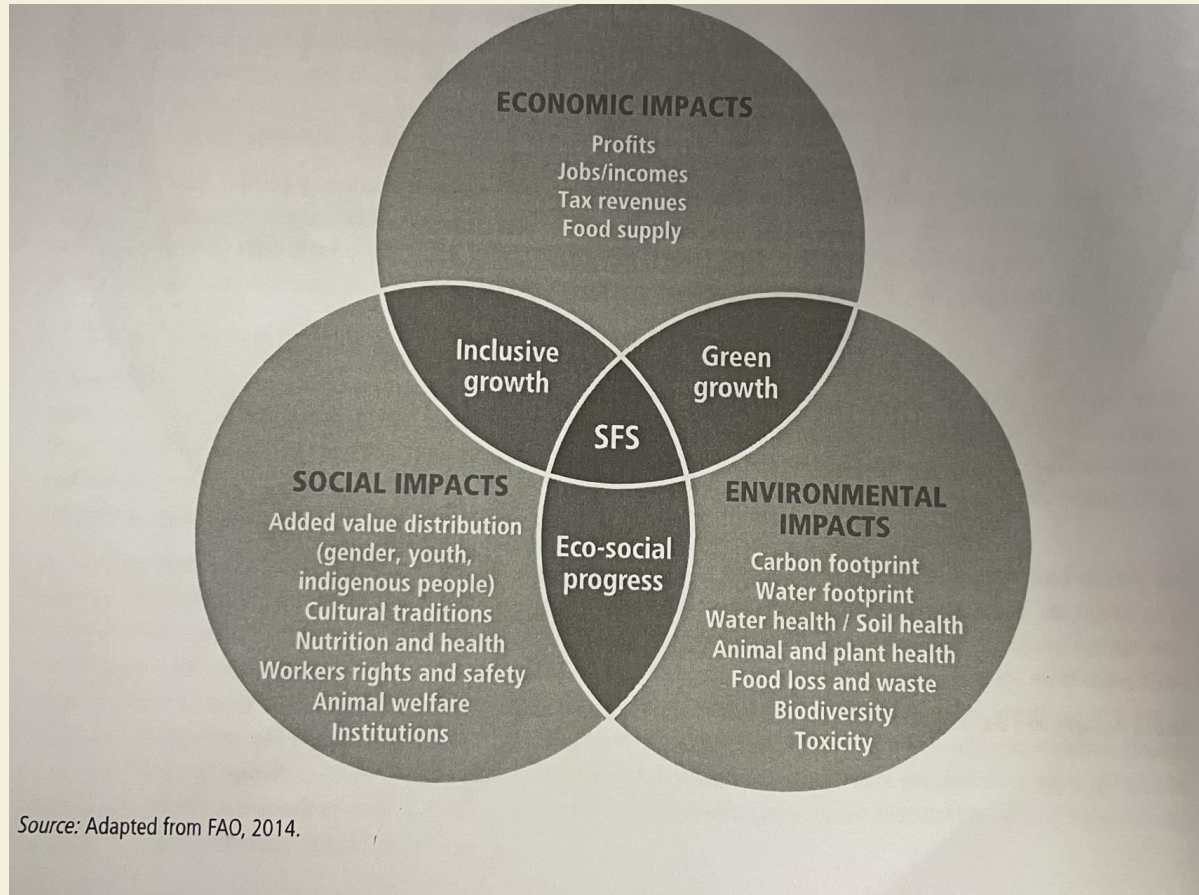 ECONOMIC IMPACTS
Profits
Jobs/incomes
Tax revenues
Food supply
Inclusive
growth
Green
growth
SFS
SOCIAL IMPACTS
Added value distribution
(gender, youth,
indigenous people)
Cultural traditions
Nutrition and health
Workers rights and safety
Animal welfare
Institutions
Eco-social
progress
ENVIRONMENTAL
IMPACTS
Carbon footprint
Water footprint
Water health / Soil health
Animal and plant health
Food loss and waste
Biodiversity
Toxicity
Source: Adapted from FAO, 2014.